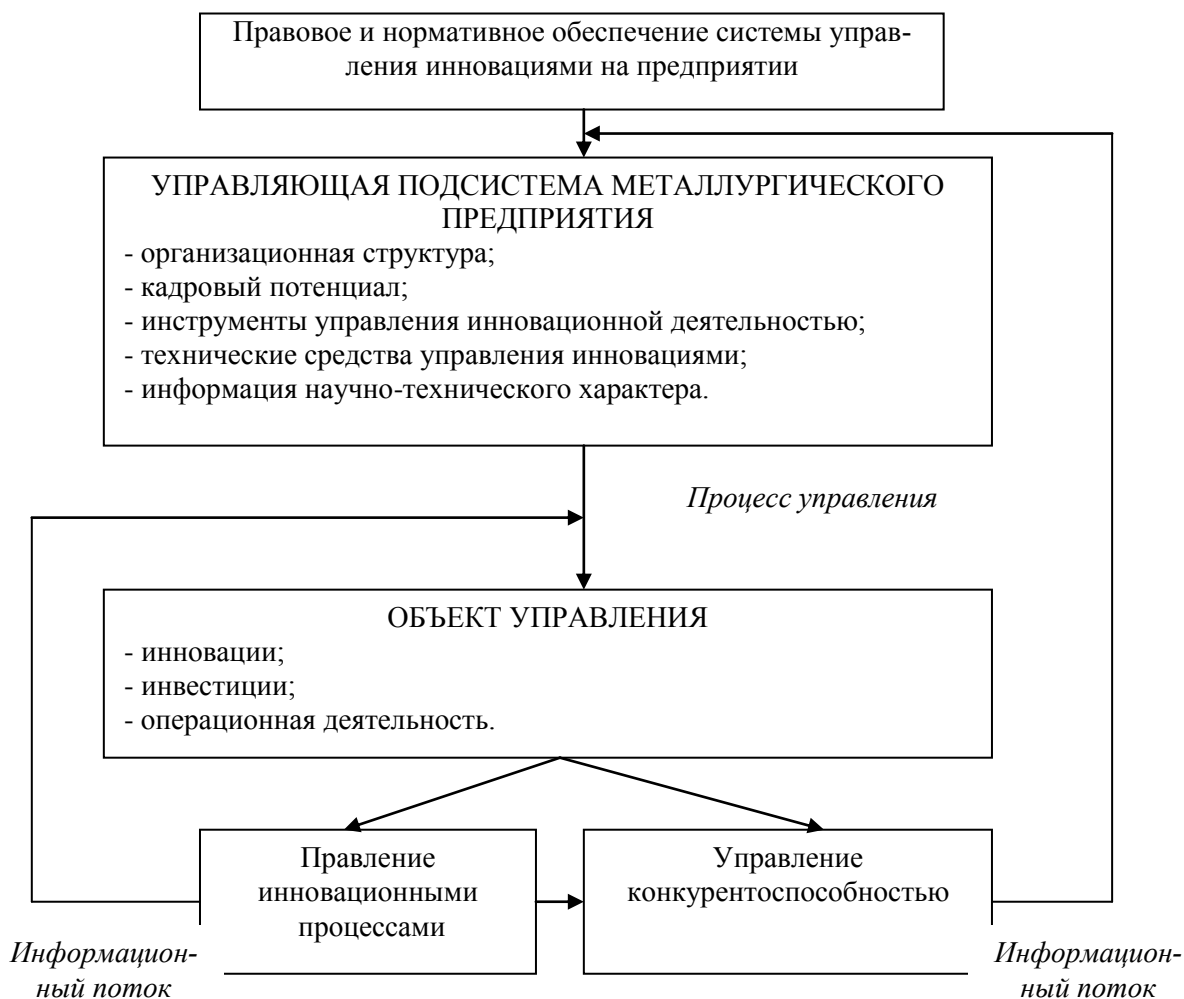 Правовое и нормативное обеспечение системы управ-
ления инновациями на предприятии
УПРАВЛЯЮЩАЯ ПОДСИСТЕМА МЕТАЛЛУРГИЧЕСКОГО
ПРЕДПРИЯТИЯ
- организационная структура;
- кадровый потенциал;
- инструменты управления инновационной деятельностью;
- технические средства управления инновациями;
- информация научно-технического характера.
Процесс управления
ОБЪЕКТ УПРАВЛЕНИЯ
- инновации;
- инвестиции;
- операционная деятельность.
Правление
инновационными
процессами
Управление
конкурентоспособностью
Информацион-
ный поток
Информацион-
ный поток